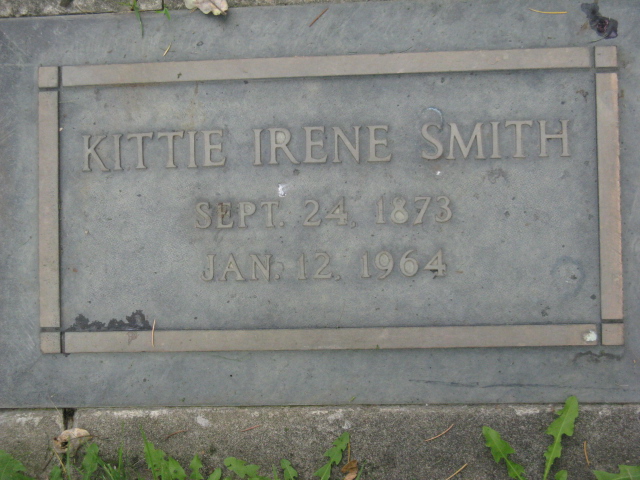 KITTIE IRENE SMITH
SEPT. 24, 1873
JAN. 12, 1964